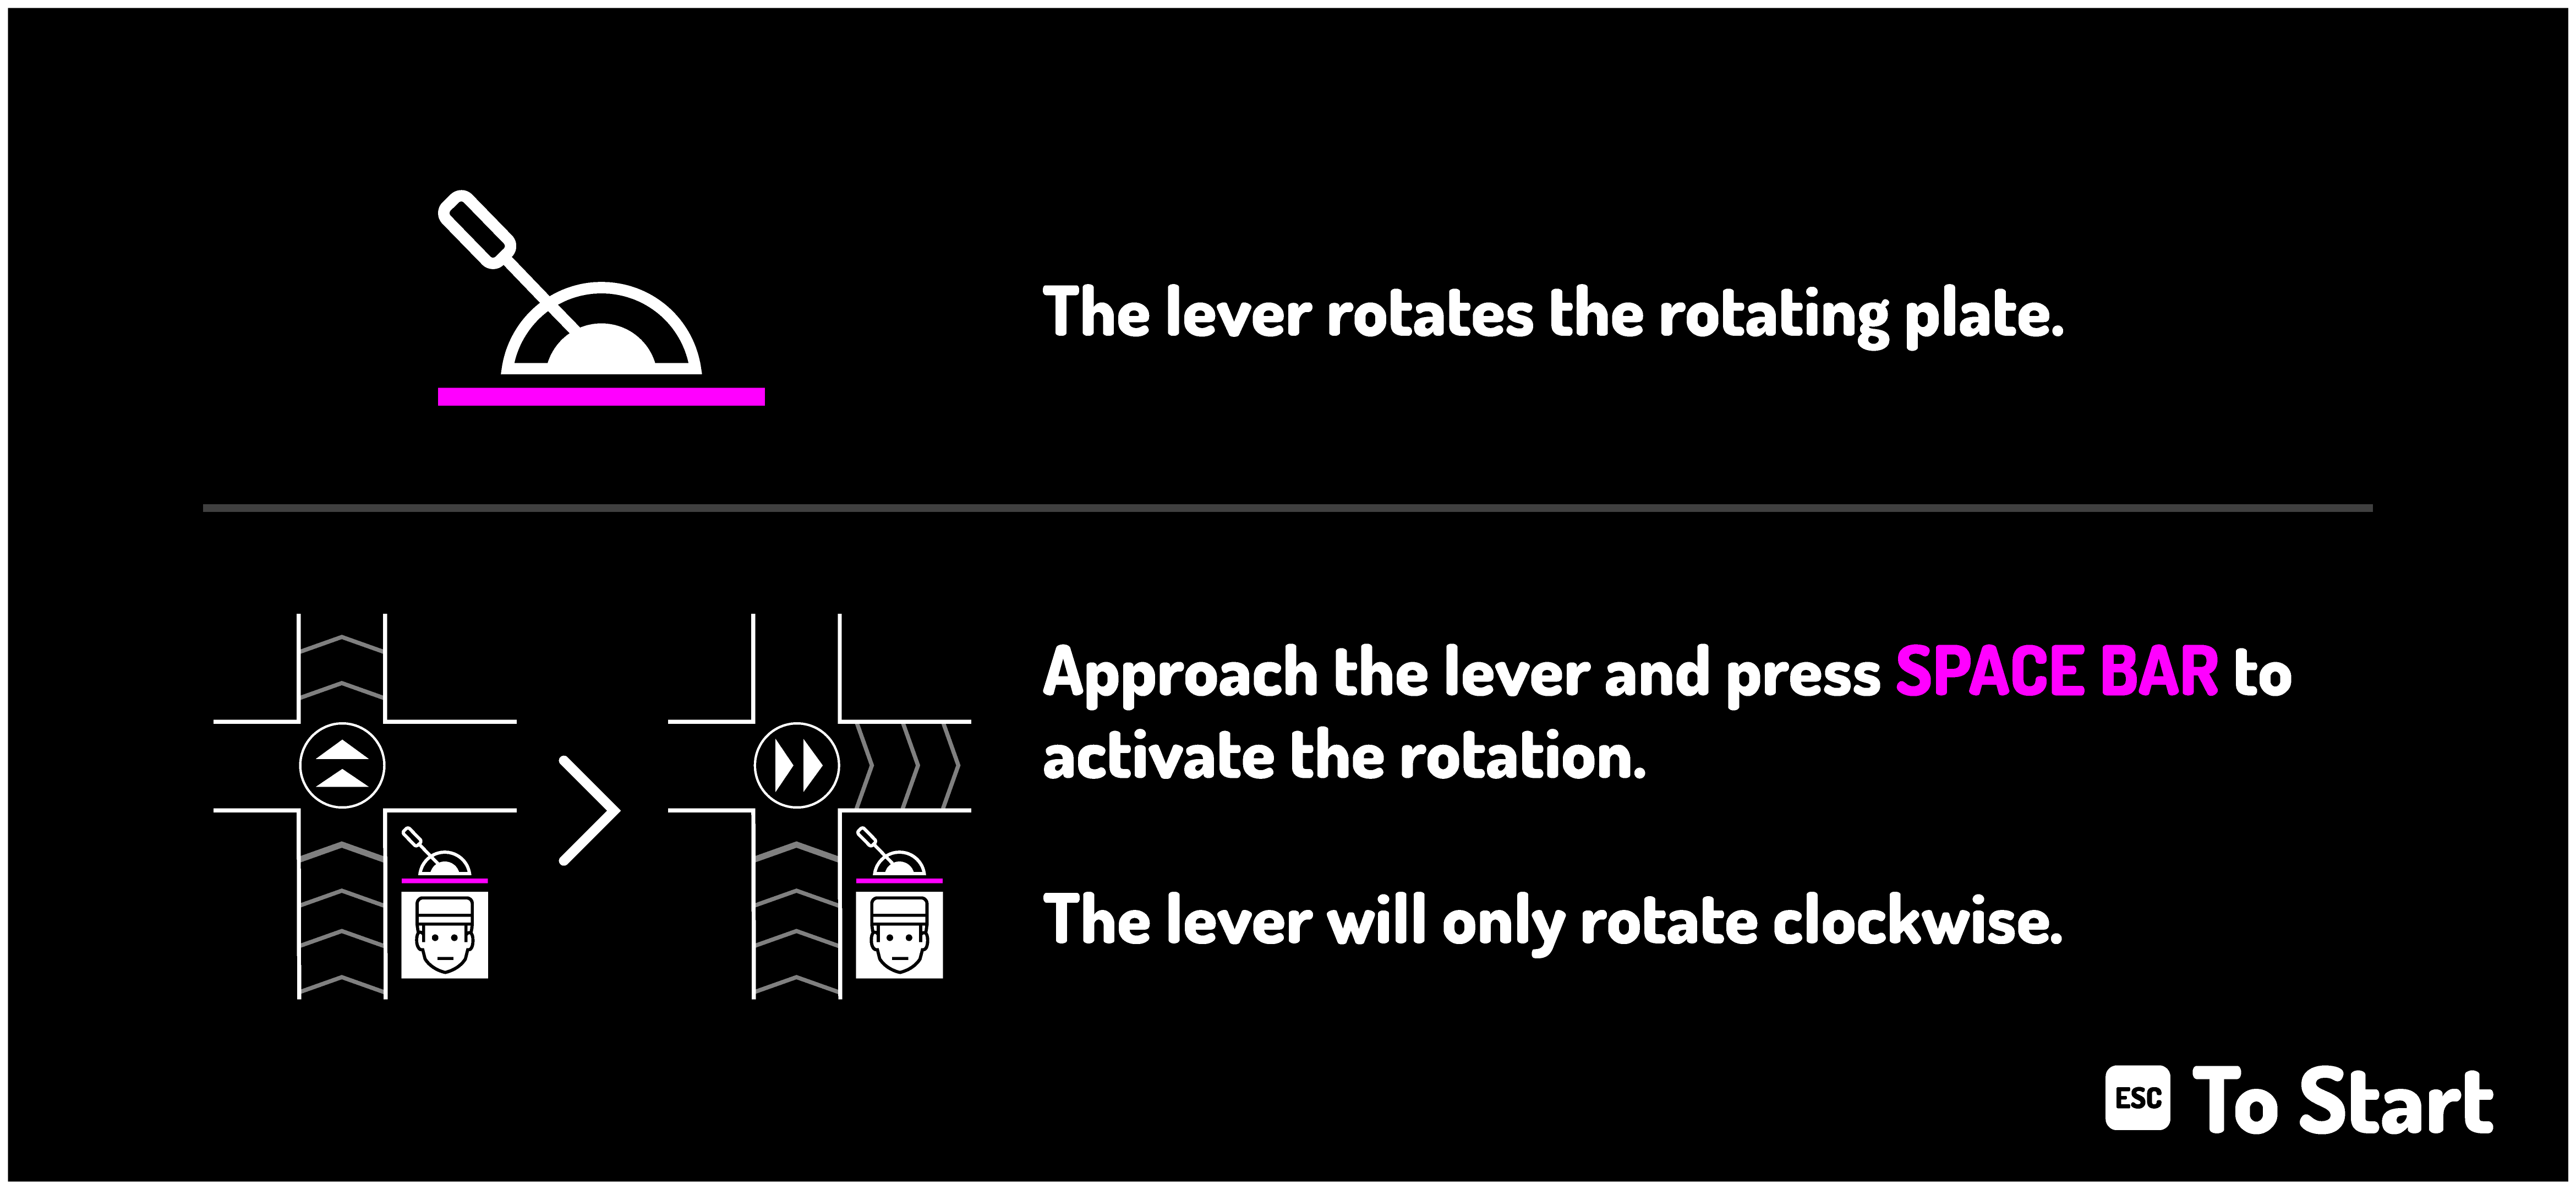 The lever rotates the rotating plate.
Approach the lever and press SPACE BAR to
activate the rotation.
The lever will only rotate clockwise.
ESC To Start